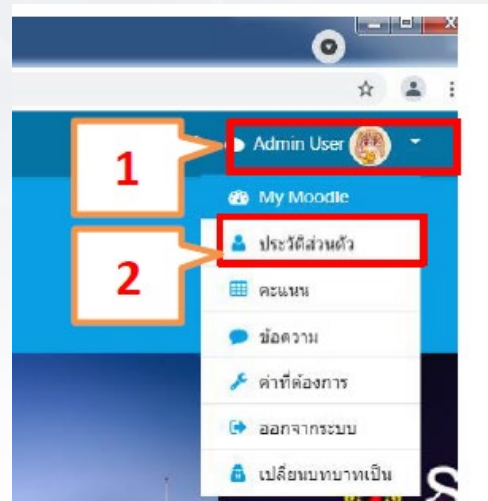 1
Admin User
My Moodle
2
ประวัติส่วนตัว
คะแนน
ข้อความ
ค่าที่ต้องการ
ออกจากระบบ
เปลี่ยนบทบาทเป็น
S